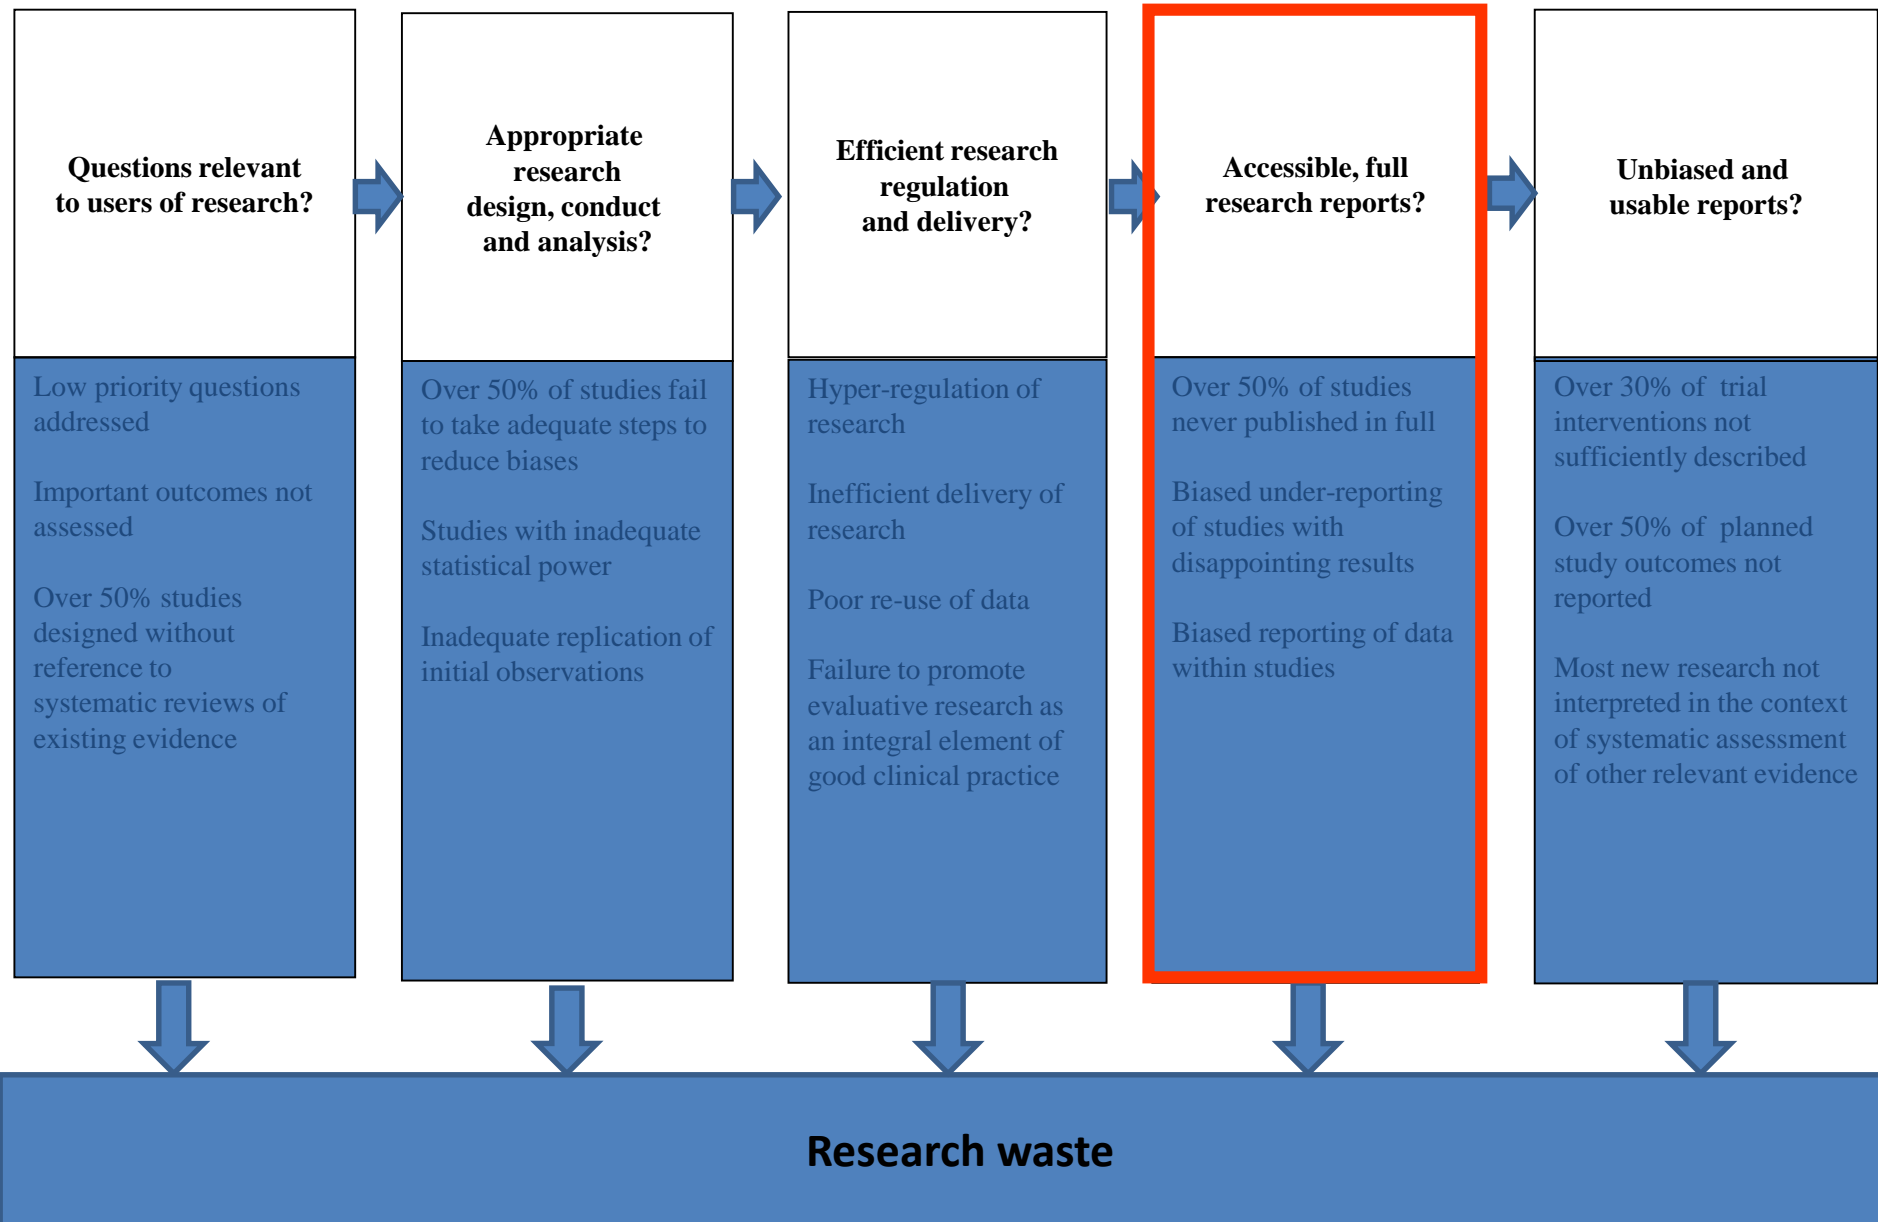 Questions relevant
to users of research?
Appropriate
research
design, conduct
and analysis?
Efficient research
regulation
and delivery?
Accessible, full
research reports?
Unbiased and
usable reports?
Low priority questions
addressed
Important outcomes not
assessed
Over 50% studies
designed without
reference to
systematic reviews of
existing evidence
Over 50% of studies fail
to take adequate steps to
reduce biases
Studies with inadequate
statistical power
Inadequate replication of
initial observations
Hyper-regulation of
research
Inefficient delivery of
research
Poor re-use of data
Failure to promote
evaluative research as
an integral element of
good clinical practice
Over 50% of studies
never published in full
Biased under-reporting
of studies with
disappointing results
Biased reporting of data
within studies
Over 30% of trial
interventions not
sufficiently described
Over 50% of planned
study outcomes not
reported
Most new research not
interpreted in the context
of systematic assessment
of other relevant evidence
Research waste